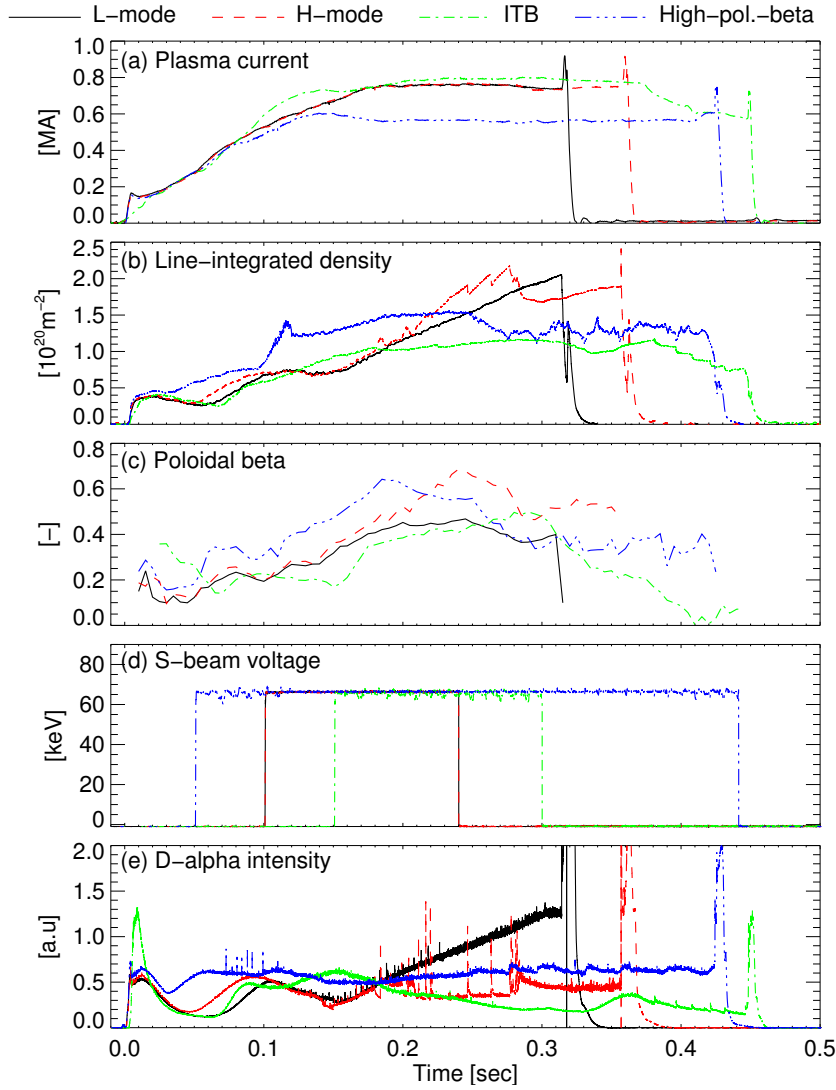 L−mode H−mode ITB High−pol.−beta
(a) Plasma current
[MA]
1.0
0.8
0.6
0.4
0.2
0.0
(b) Line−integrated density
[10²⁰m⁻²]
2.5
2.0
1.5
1.0
0.5
0.0
(c) Poloidal beta
[−]
0.8
0.6
0.4
0.2
0.0
(d) S−beam voltage
[keV]
80
60
40
20
0
(e) D−alpha intensity
[a.u]
2.0
1.5
1.0
0.5
0.0
0.0 0.1 0.2 0.3 0.4 0.5
Time [sec]